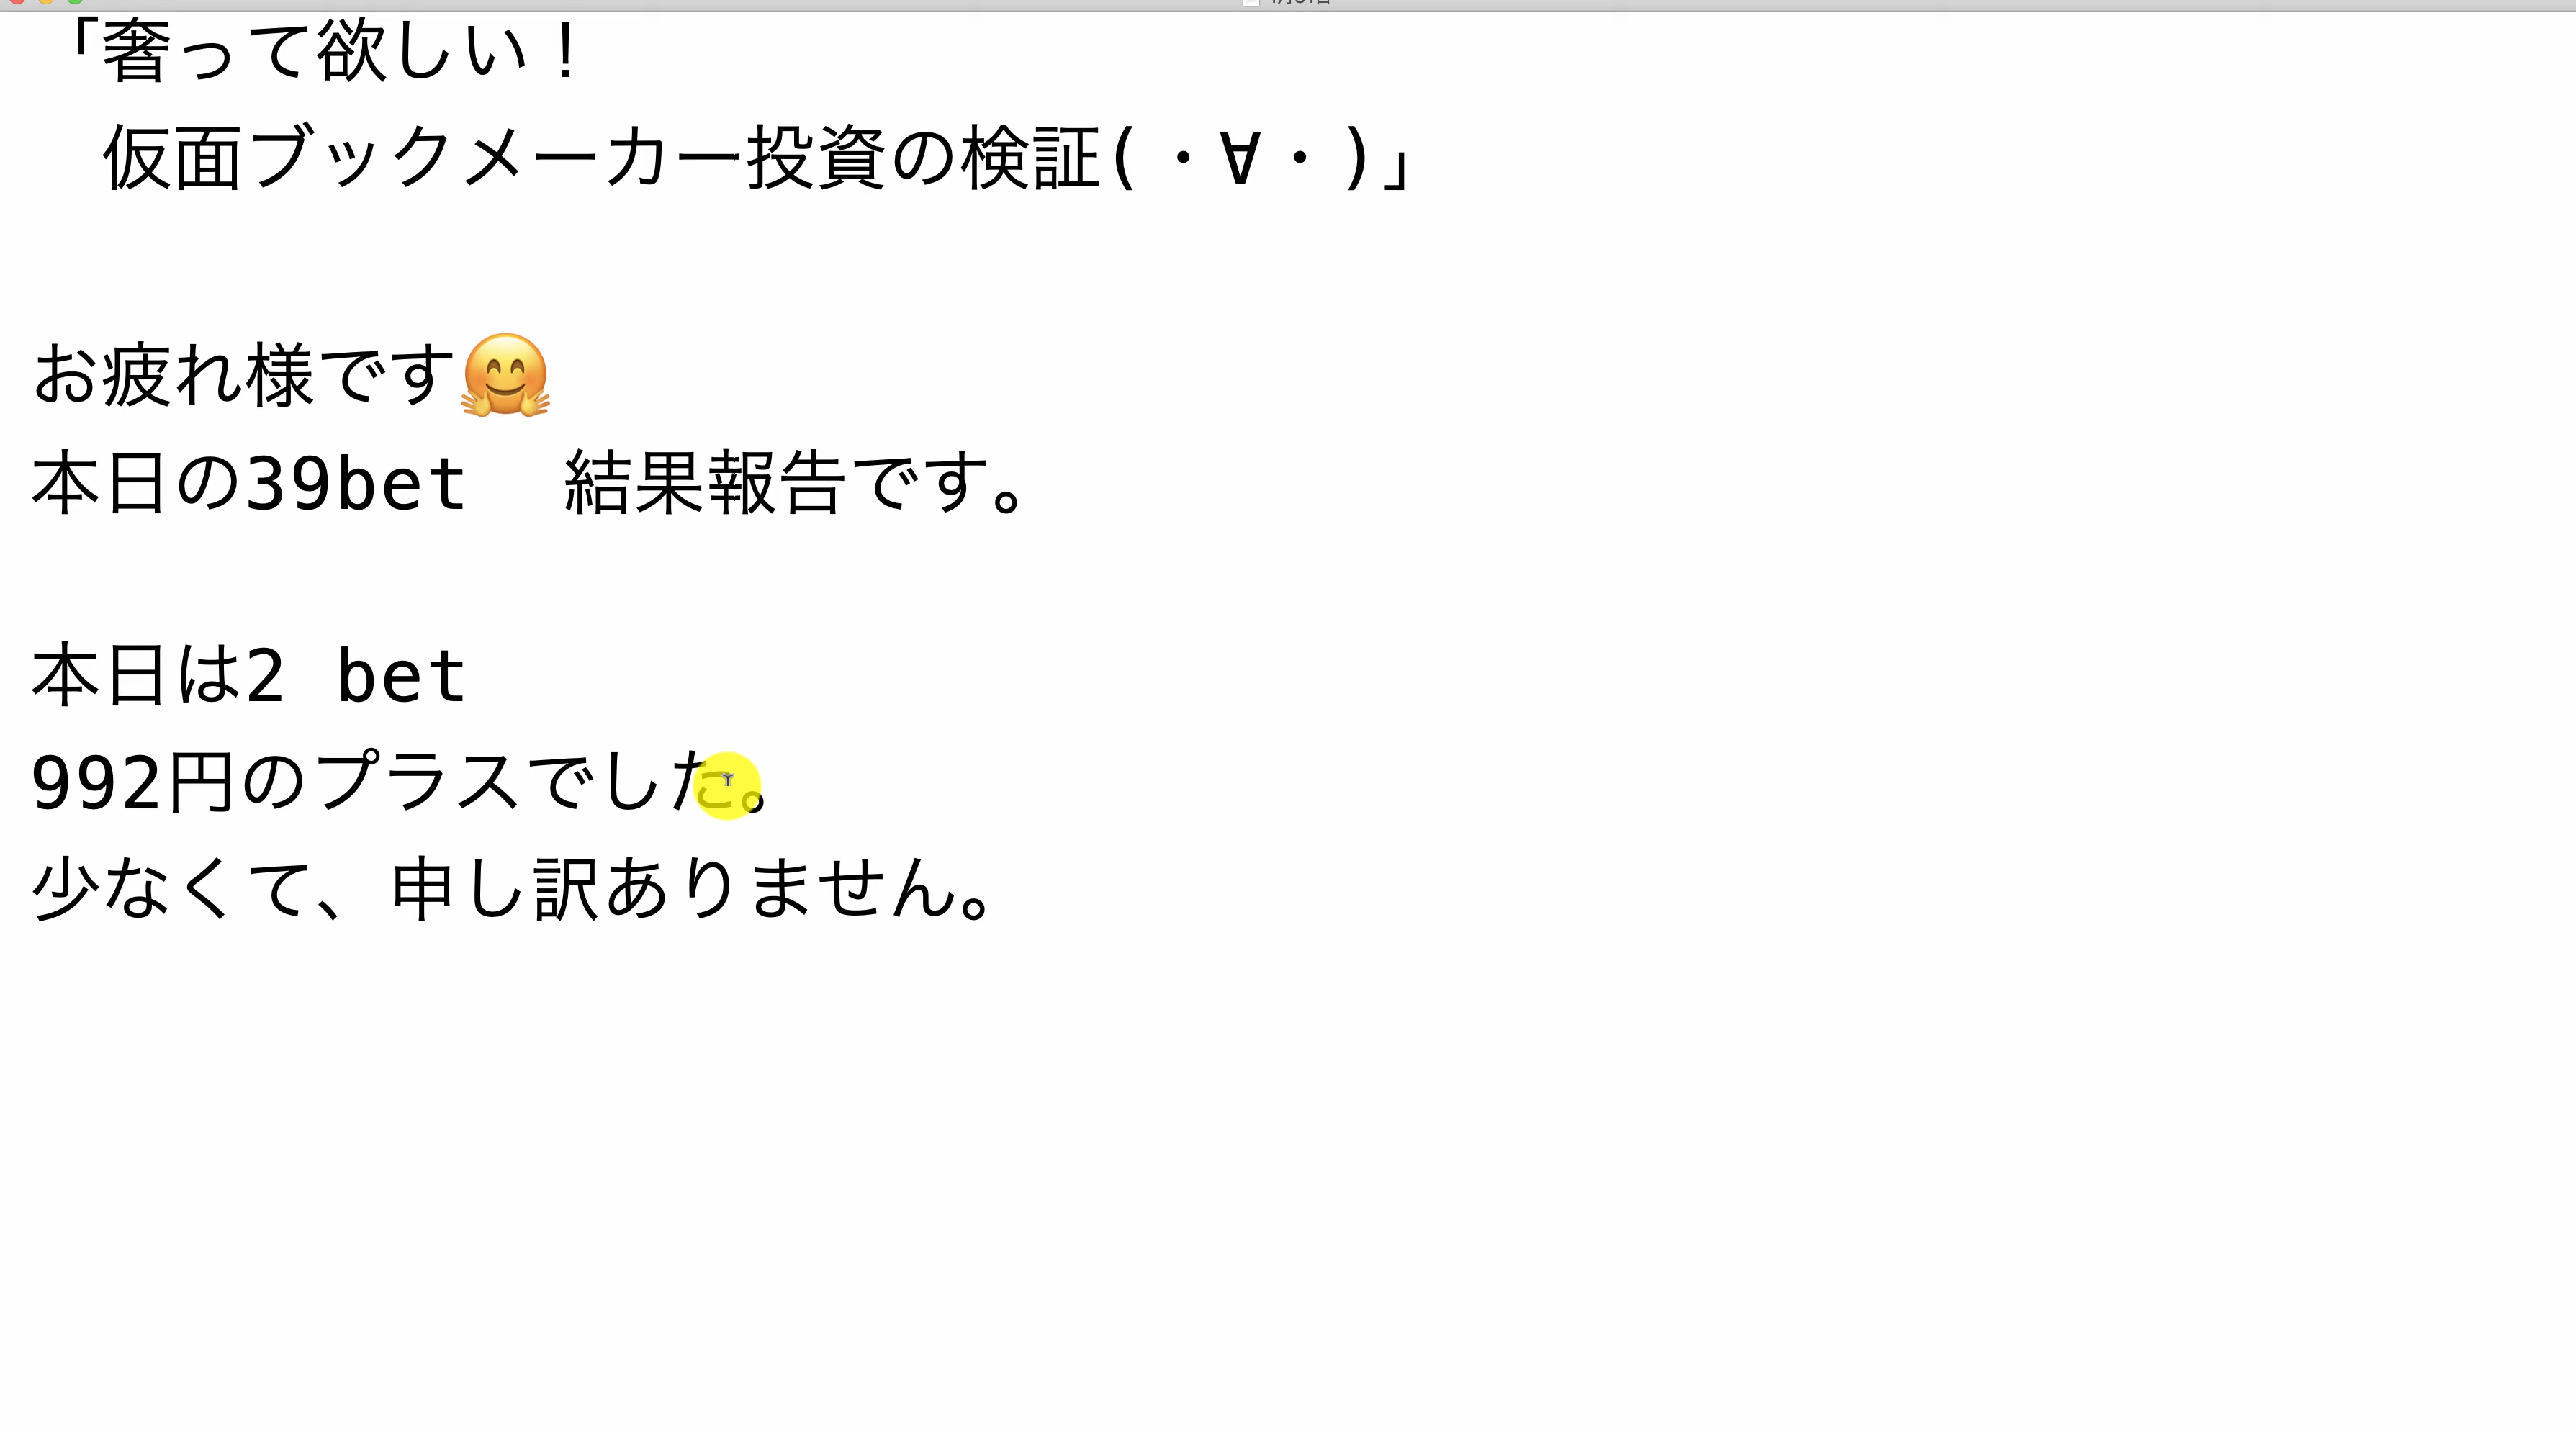 「奢って欲しい！
仮面ブックメーカー投資の検証(・∀・)」
お疲れ様です🤗
本日の39bet　結果報告です。
本日は2 bet
992円のプラスでした。
少なくて、申し訳ありません。